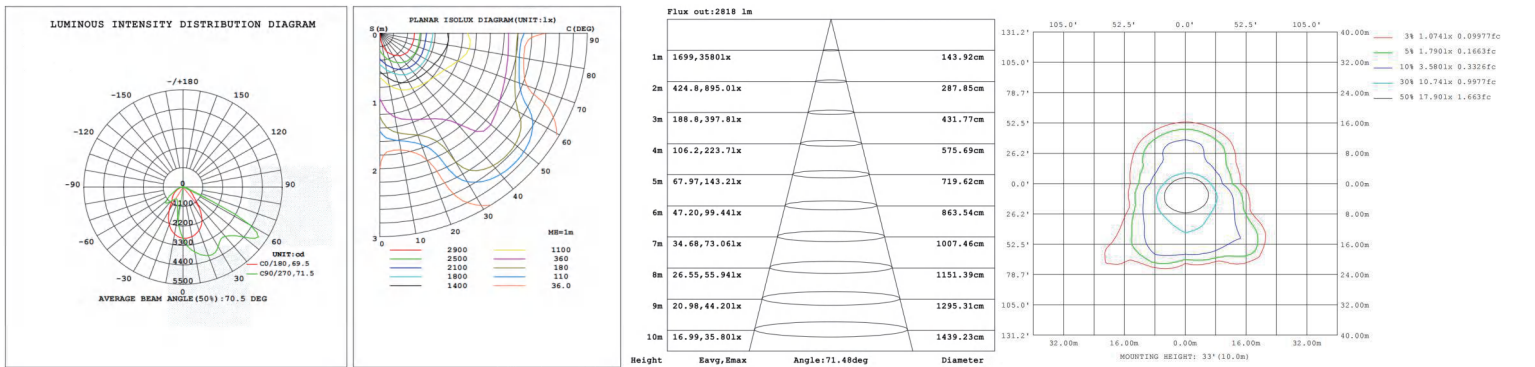 LUMINOUS INTENSITY DISTRIBUTION DIAGRAM
-/+180
-150 150
-120 120
-90 90
-60 60
-30 30
0
0
1100
2200
3300
4400
5500
UNIT:cd
C0/180,69.5
C90/270,71.5
AVERAGE BEAM ANGLE(50%):70.5 DEG
PLANAR ISOLUX DIAGRAM(UNIT:lx)
S(m) C(DEG)
0 90
80
70
1
60
50
2
40
30
3
0 10 20
MH=1m
2900 1100
2500 360
2100 180
1800 110
1400 36.0
Flux out:2818 lm
1m 1699,3580lx 143.92cm
2m 424.8,895.0lx 287.85cm
3m 188.8,397.8lx 431.77cm
4m 106.2,223.7lx 575.69cm
5m 67.97,143.2lx 719.62cm
6m 47.20,99.44lx 863.54cm
7m 34.68,73.06lx 1007.46cm
8m 26.55,55.94lx 1151.39cm
9m 20.98,44.20lx 1295.31cm
10m 16.99,35.80lx 1439.23cm
Height Eavg,Emax Angle:71.48deg Diameter
105.0' 52.5' 0.0' 52.5' 105.0'
131.2' 40.00m
105.0' 32.00m
78.7' 24.00m
52.5' 16.00m
26.2' 8.00m
0.0' 0.00m
26.2' 8.00m
52.5' 16.00m
78.7' 24.00m
105.0' 32.00m
131.2' 40.00m
32.00m 16.00m 0.00m 16.00m 32.00m
MOUNTING HEIGHT: 33'(10.0m)
3% 1.074lx 0.09977fc
5% 1.790lx 0.1663fc
10% 3.580lx 0.3326fc
30% 10.74lx 0.9977fc
50% 17.90lx 1.663fc